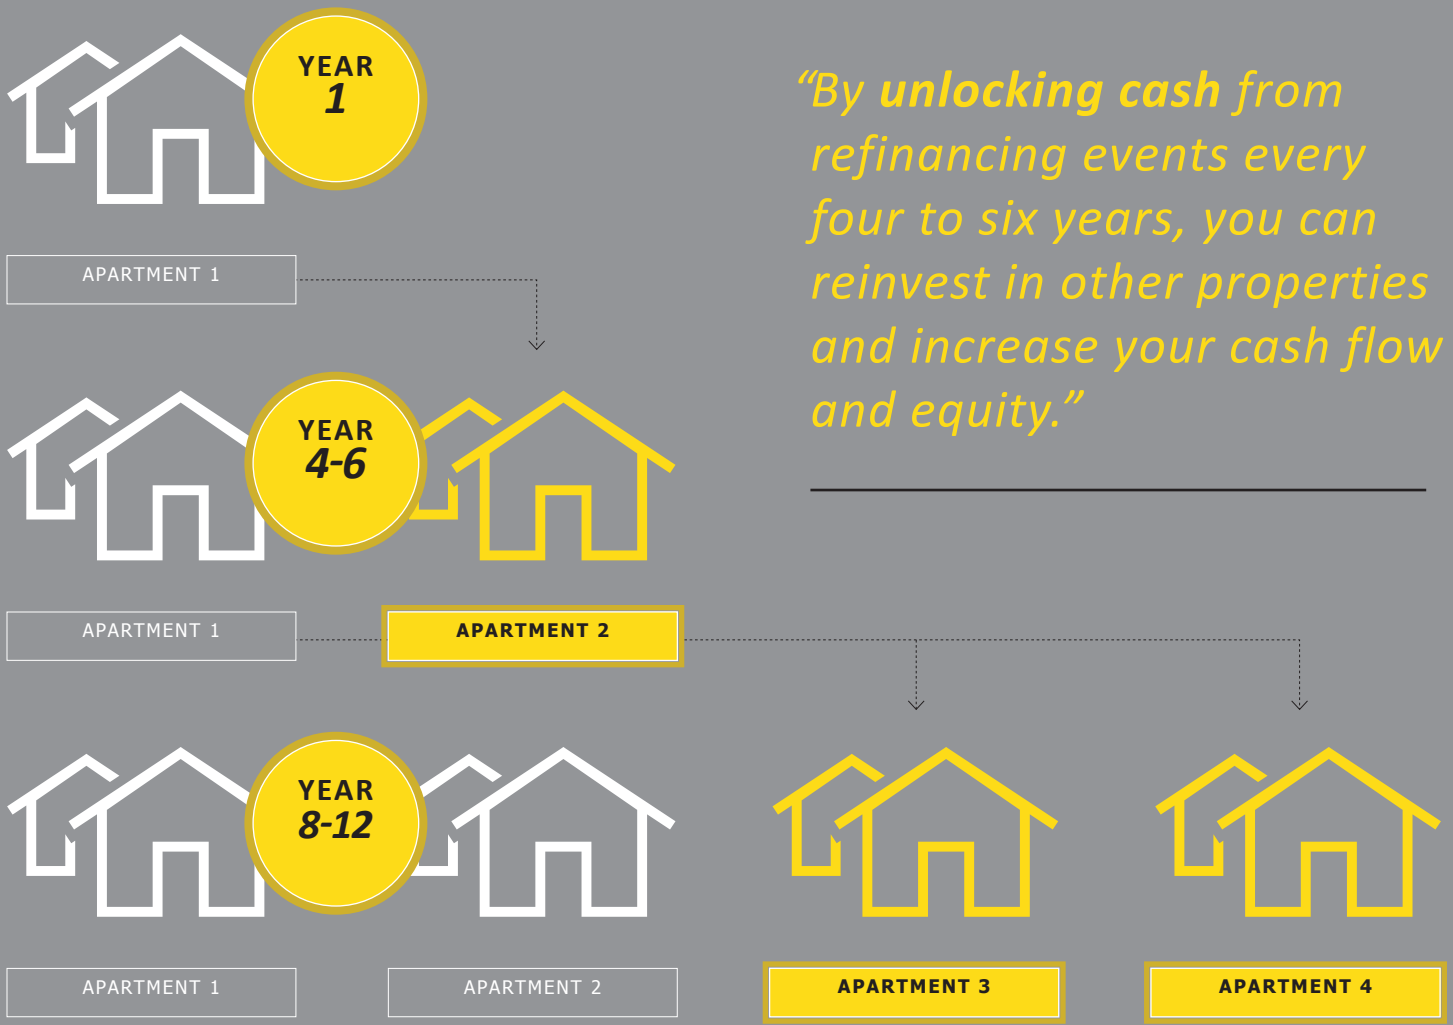 YEAR
1
“By unlocking cash from
refinancing events every
four to six years, you can
reinvest in other properties
and increase your cash flow
and equity.”
APARTMENT 1
YEAR
4-6
APARTMENT 1
APARTMENT 2
YEAR
8-12
APARTMENT 1
APARTMENT 2
APARTMENT 3
APARTMENT 4